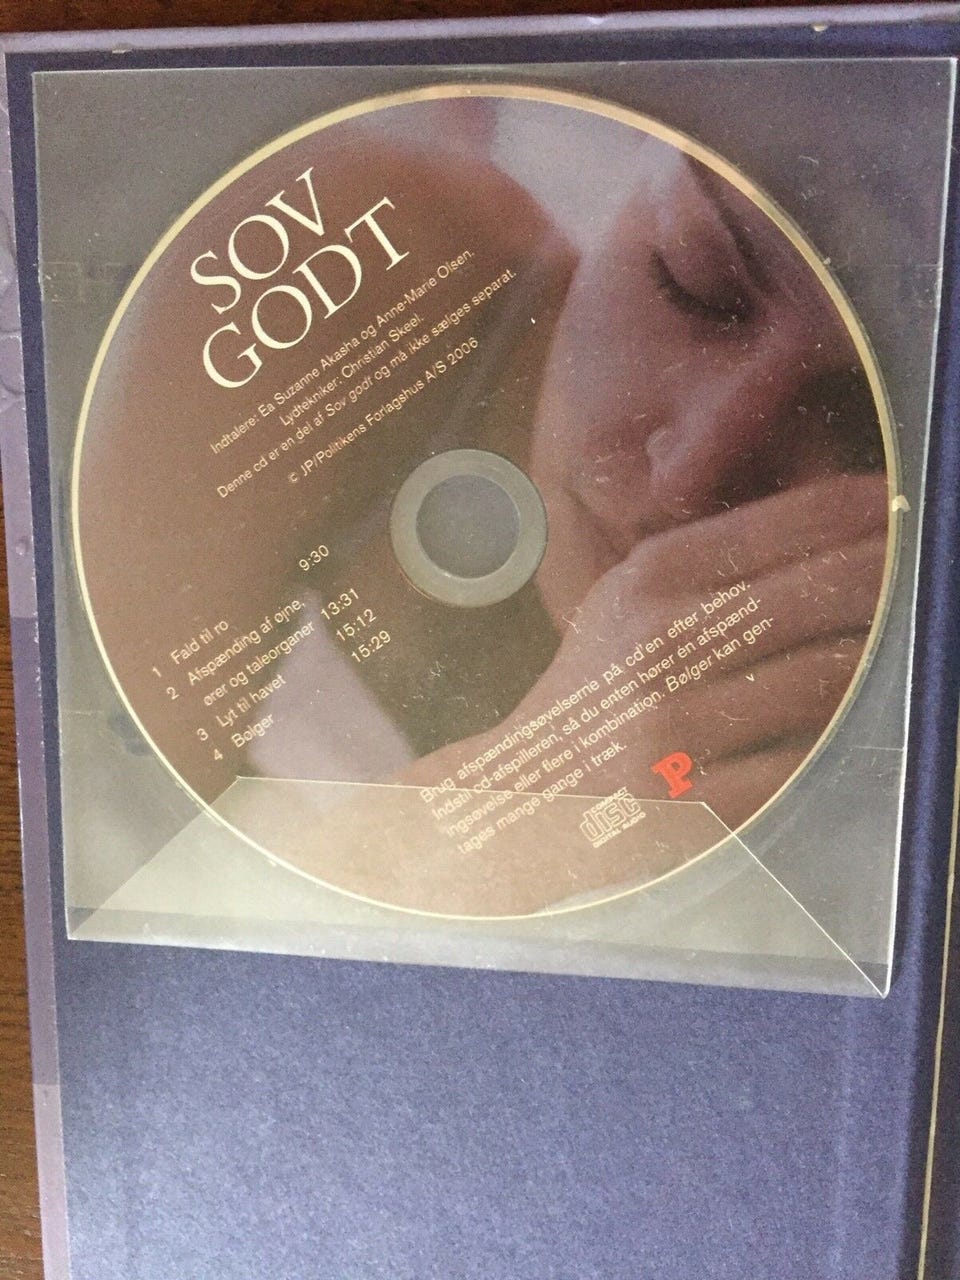 SOV
GODT
Indtalere: Ea Suzanne Akasha og Anne-Marie Olsen.
Lydtekniker: Christian Skeel.
Denne cd er en del af Sov godt og må ikke sælges separat.
© JP/Politikens Forlagshus A/S 2006
1 Fald til ro 9:30
2 Afspænding af øjne,
ører og taleorganer 13:31
3 Lyt til havet 15:12
4 Bølger 15:29
Brug afspændingsøvelserne på cd'en efter behov.
Indstil cd-afspilleren, så du enten hører én afspænd-
ingsøvelse eller flere i kombination. Bølger kan gen-
tages mange gange i træk.
COMPACT
disc
DIGITAL AUDIO
P